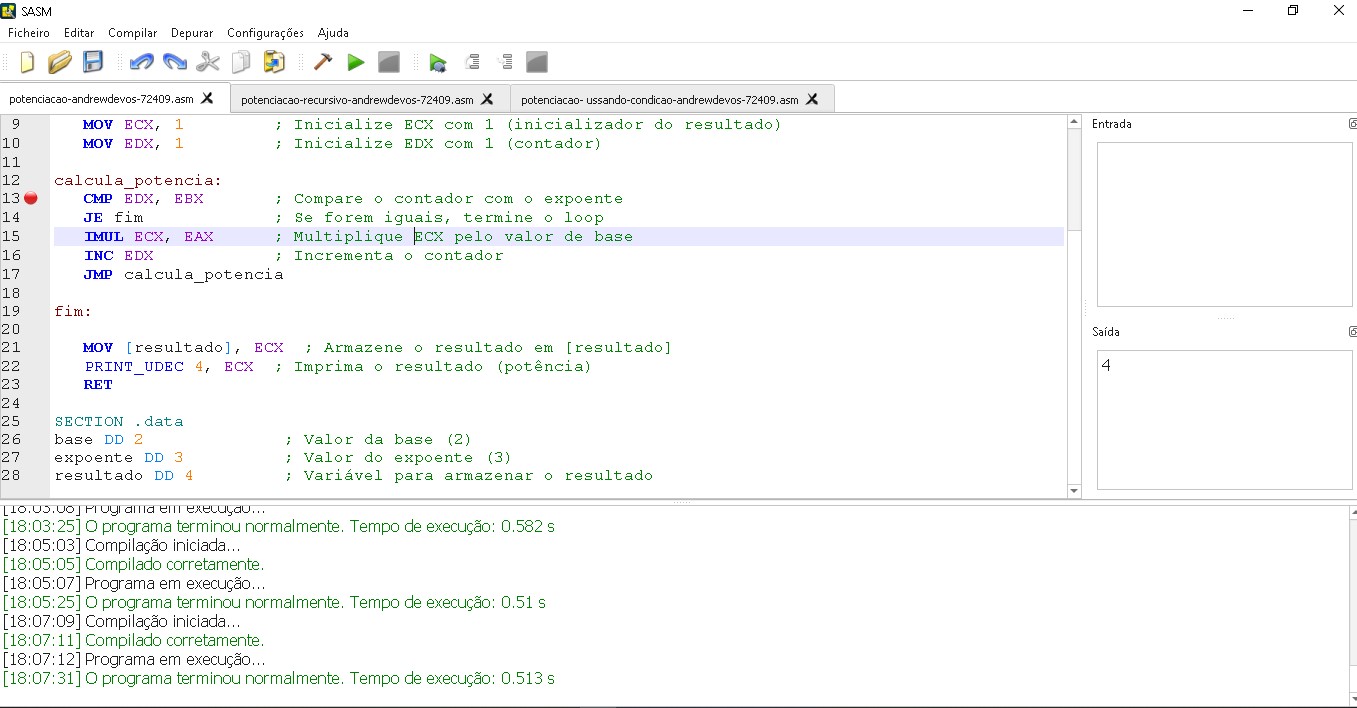 SASM
Ficheiro Editar Compilar Depurar Configurações Ajuda
potenciacao-andrewdevos-72409.asm X potenciacao-recursivo-andrewdevos-72409.asm X potenciacao- ussando-condicao-andrewdevos-72409.asm X
9 MOV ECX, 1 ; Inicialize ECX com 1 (inicializador do resultado)
10 MOV EDX, 1 ; Inicialize EDX com 1 (contador)
11
12 calcula_potencia:
13 CMP EDX, EBX ; Compare o contador com o expoente
14 JE fim ; Se forem iguais, termine o loop
15 IMUL ECX, EAX ; Multiplique ECX pelo valor de base
16 INC EDX ; Incrementa o contador
17 JMP calcula_potencia
18
19 fim:
20
21 MOV [resultado], ECX ; Armazene o resultado em [resultado]
22 PRINT_UDEC 4, ECX ; Imprima o resultado (potência)
23 RET
24
25 SECTION .data
26 base DD 2 ; Valor da base (2)
27 expoente DD 3 ; Valor do expoente (3)
28 resultado DD 4 ; Variável para armazenar o resultado
Entrada
Saída
4
[18:03:08] Programa em execução...
[18:03:25] O programa terminou normalmente. Tempo de execução: 0.582 s
[18:05:03] Compilação iniciada...
[18:05:05] Compilado corretamente.
[18:05:07] Programa em execução...
[18:05:25] O programa terminou normalmente. Tempo de execução: 0.51 s
[18:07:09] Compilação iniciada...
[18:07:11] Compilado corretamente.
[18:07:12] Programa em execução...
[18:07:31] O programa terminou normalmente. Tempo de execução: 0.513 s